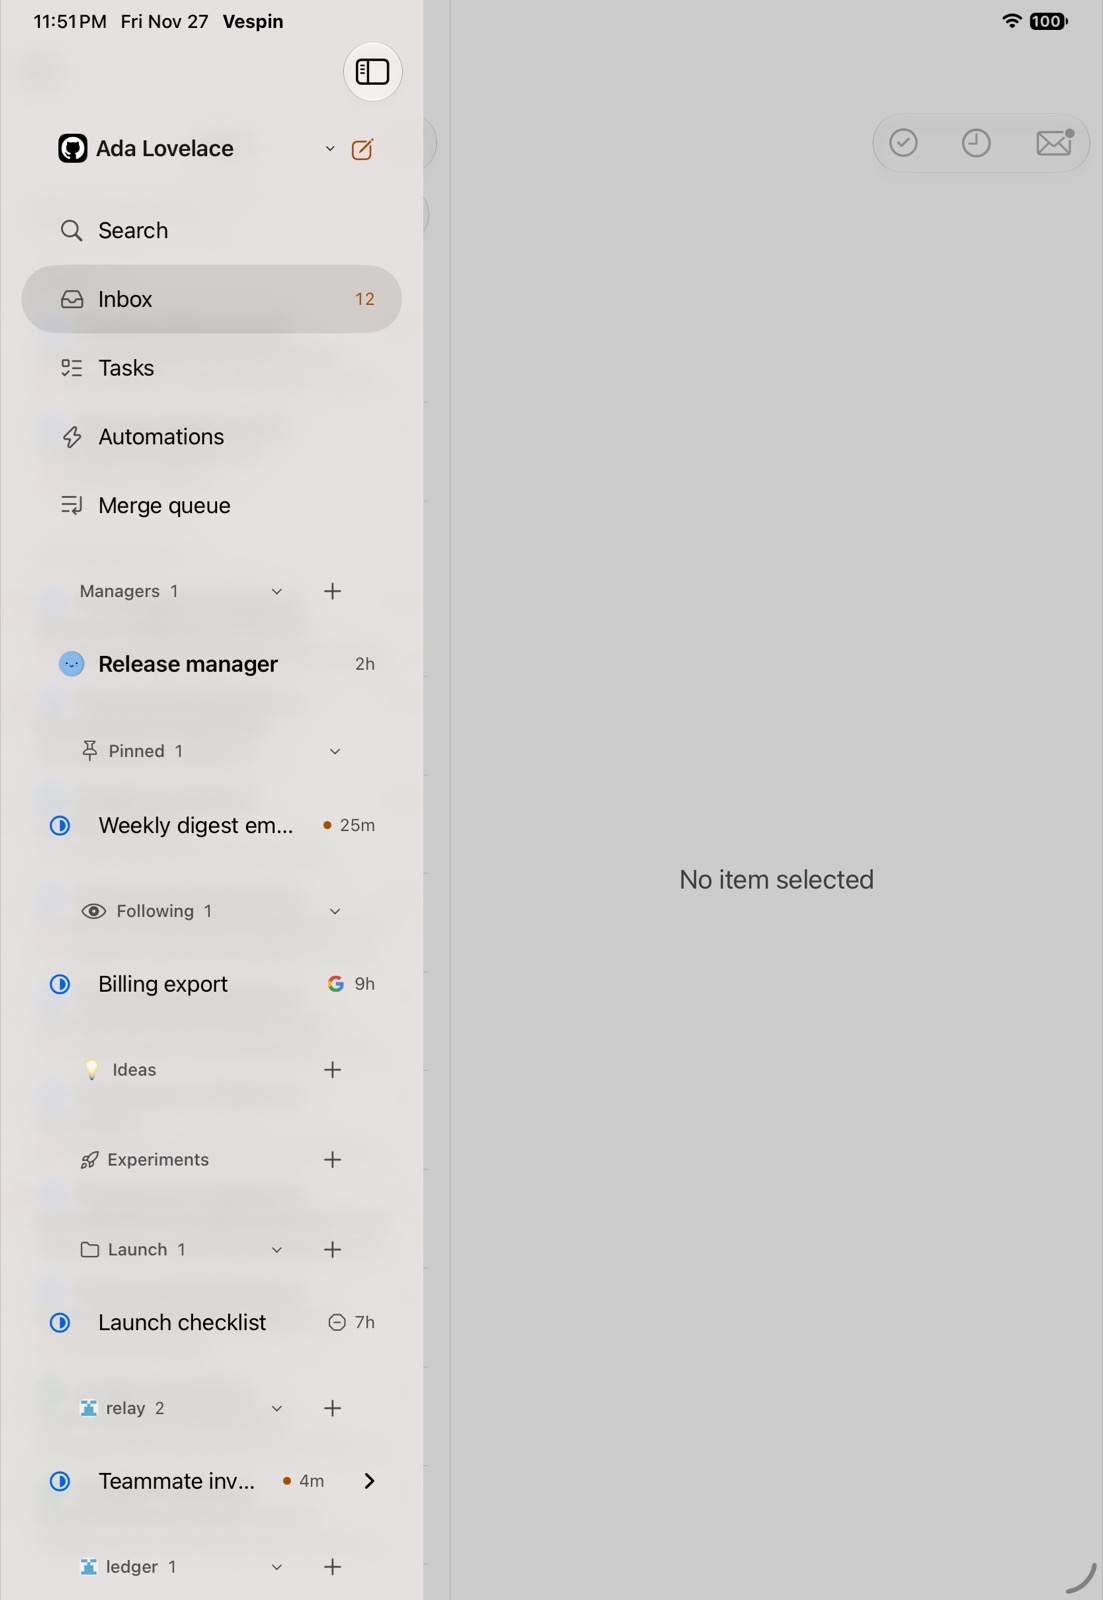 11:51 PM Fri Nov 27 Vespin 100
Ada Lovelace
Search
Inbox 12
Tasks
Automations
Merge queue
Managers 1
Release manager 2h
Pinned 1
Weekly digest em... 25m
No item selected
Following 1
Billing export 9h
Ideas
Experiments
Launch 1
Launch checklist 7h
relay 2
Teammate inv... 4m
ledger 1